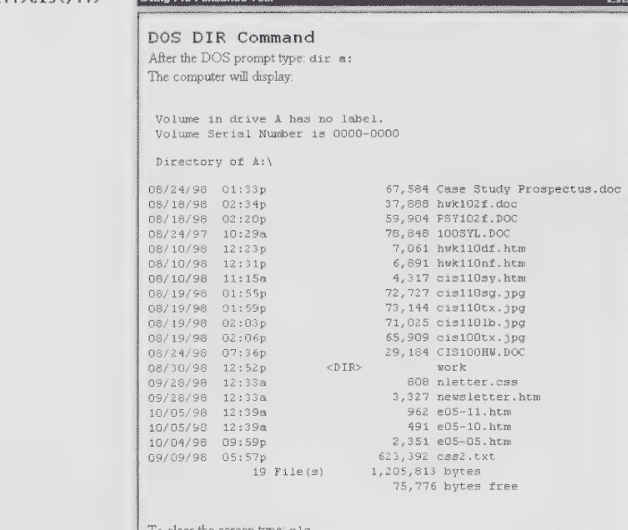 DOS DIR Command
After the DOS prompt type: dir a:
The computer will display:
Volume in drive A has no label.
Volume Serial Number is 0000-0000
Directory of A:\
08/24/98 01:33p 67,584 Case Study Prospectus.doc
08/18/98 02:34p 37,888 hwk102f.doc
08/18/98 02:20p 59,904 PSY102f.DOC
08/24/97 10:29a 78,848 100SYL.DOC
08/10/98 12:23p 7,061 hwk110df.htm
08/10/98 12:31p 6,891 hwk110nf.htm
08/10/98 11:15a 4,317 cis110sy.htm
08/19/98 01:55p 72,727 cis110sg.jpg
08/19/98 01:59p 73,144 cis110tx.jpg
08/19/98 02:03p 71,025 cis110lb.jpg
08/19/98 02:06p 65,909 cis100tx.jpg
08/24/98 07:36p 29,184 CIS100HW.DOC
08/30/98 12:52p <DIR> work
09/28/98 12:33a 808 nletter.css
09/28/98 12:33a 3,327 newsletter.htm
10/05/98 12:39a 962 e05-11.htm
10/05/98 12:39a 491 e05-10.htm
10/04/98 09:59p 2,351 e05-05.htm
09/09/98 05:57p 623,392 css2.txt
19 File(s) 1,205,813 bytes
75,776 bytes free
To clear the screen type: cls